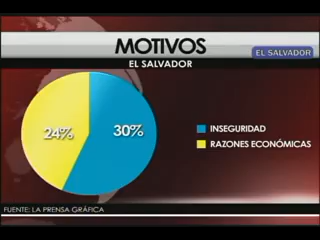 MOTIVOS
EL SALVADOR
EL SALVADOR
24%
30%
INSEGURIDAD
RAZONES ECONÓMICAS
FUENTE: LA PRENSA GRÁFICA